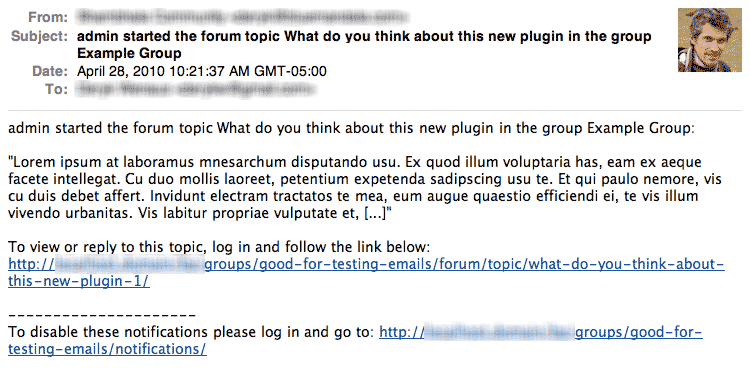 From:
Subject: admin started the forum topic What do you think about this new plugin in the group
Example Group
Date: April 28, 2010 10:21:37 AM GMT-05:00
To:
admin started the forum topic What do you think about this new plugin in the group Example Group:
"Lorem ipsum at laboramus mnesarchum disputando usu. Ex quod illum voluptaria has, eam ex aeque
facete intellegat. Cu duo mollis laoreet, petentium expetenda sadipscing usu te. Et qui paulo nemore, vis
cu duis debet affert. Invidunt electram tractatos te mea, eum augue quaestio efficiendi ei, te vis illum
vivendo urbanitas. Vis labitur propriae vulputate et, [...]"
To view or reply to this topic, log in and follow the link below:
http:// groups/good-for-testing-emails/forum/topic/what-do-you-think-about-
this-new-plugin-1/
---------------------
To disable these notifications please log in and go to: http:// groups/good-for-
testing-emails/notifications/